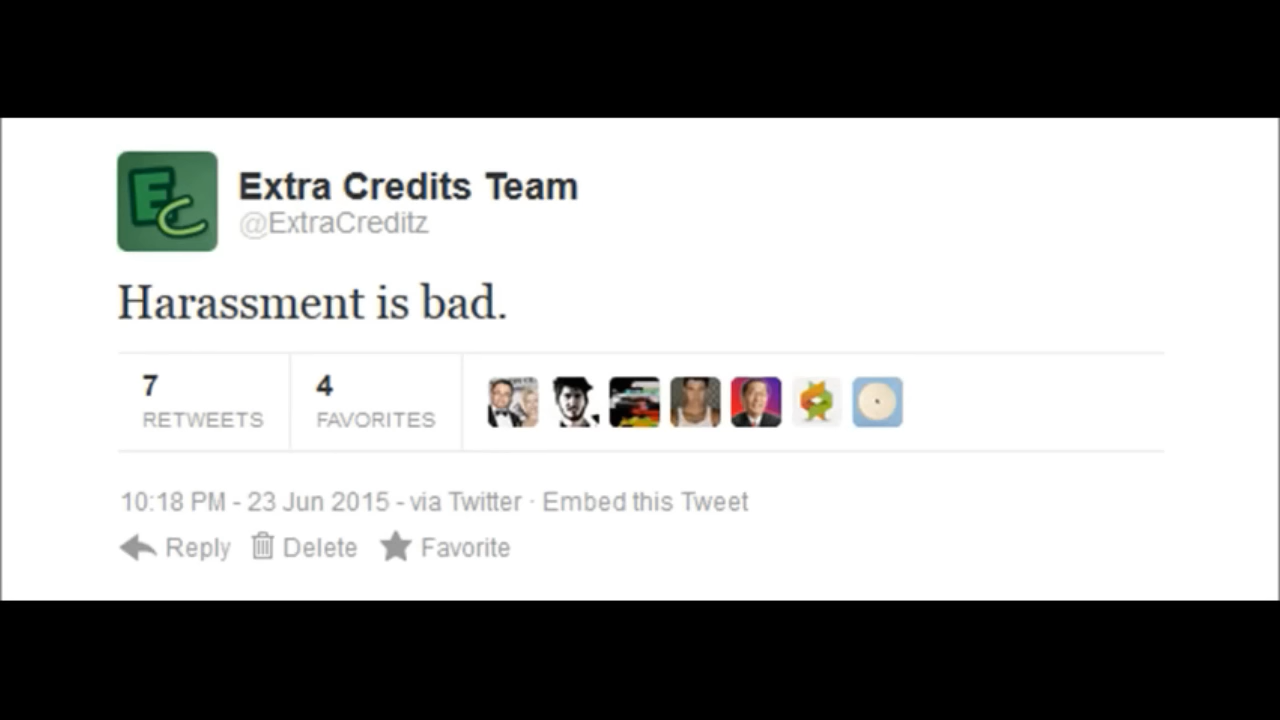 EC
Extra Credits Team
@ExtraCreditz
Harassment is bad.
7
RETWEETS
4
FAVORITES
10:18 PM - 23 Jun 2015 - via Twitter · Embed this Tweet
Reply Delete Favorite